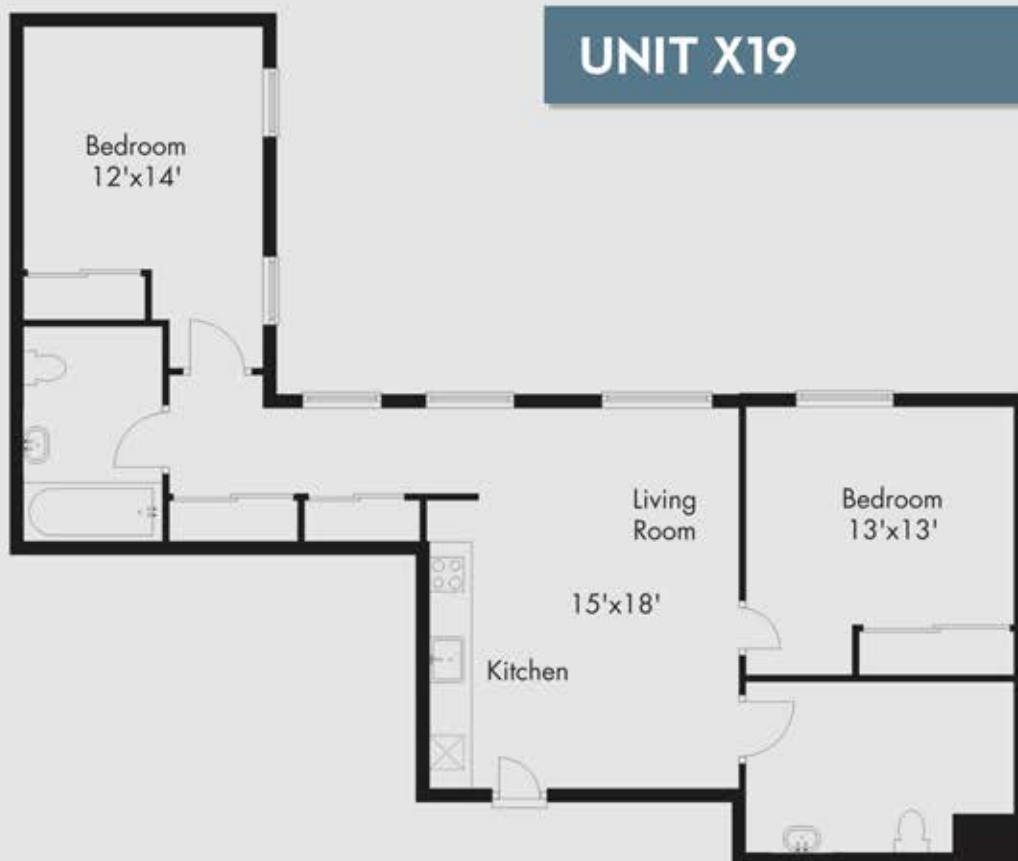 UNIT X19
Bedroom
12'x14'
Living
Room
Bedroom
13'x13'
15'x18'
Kitchen